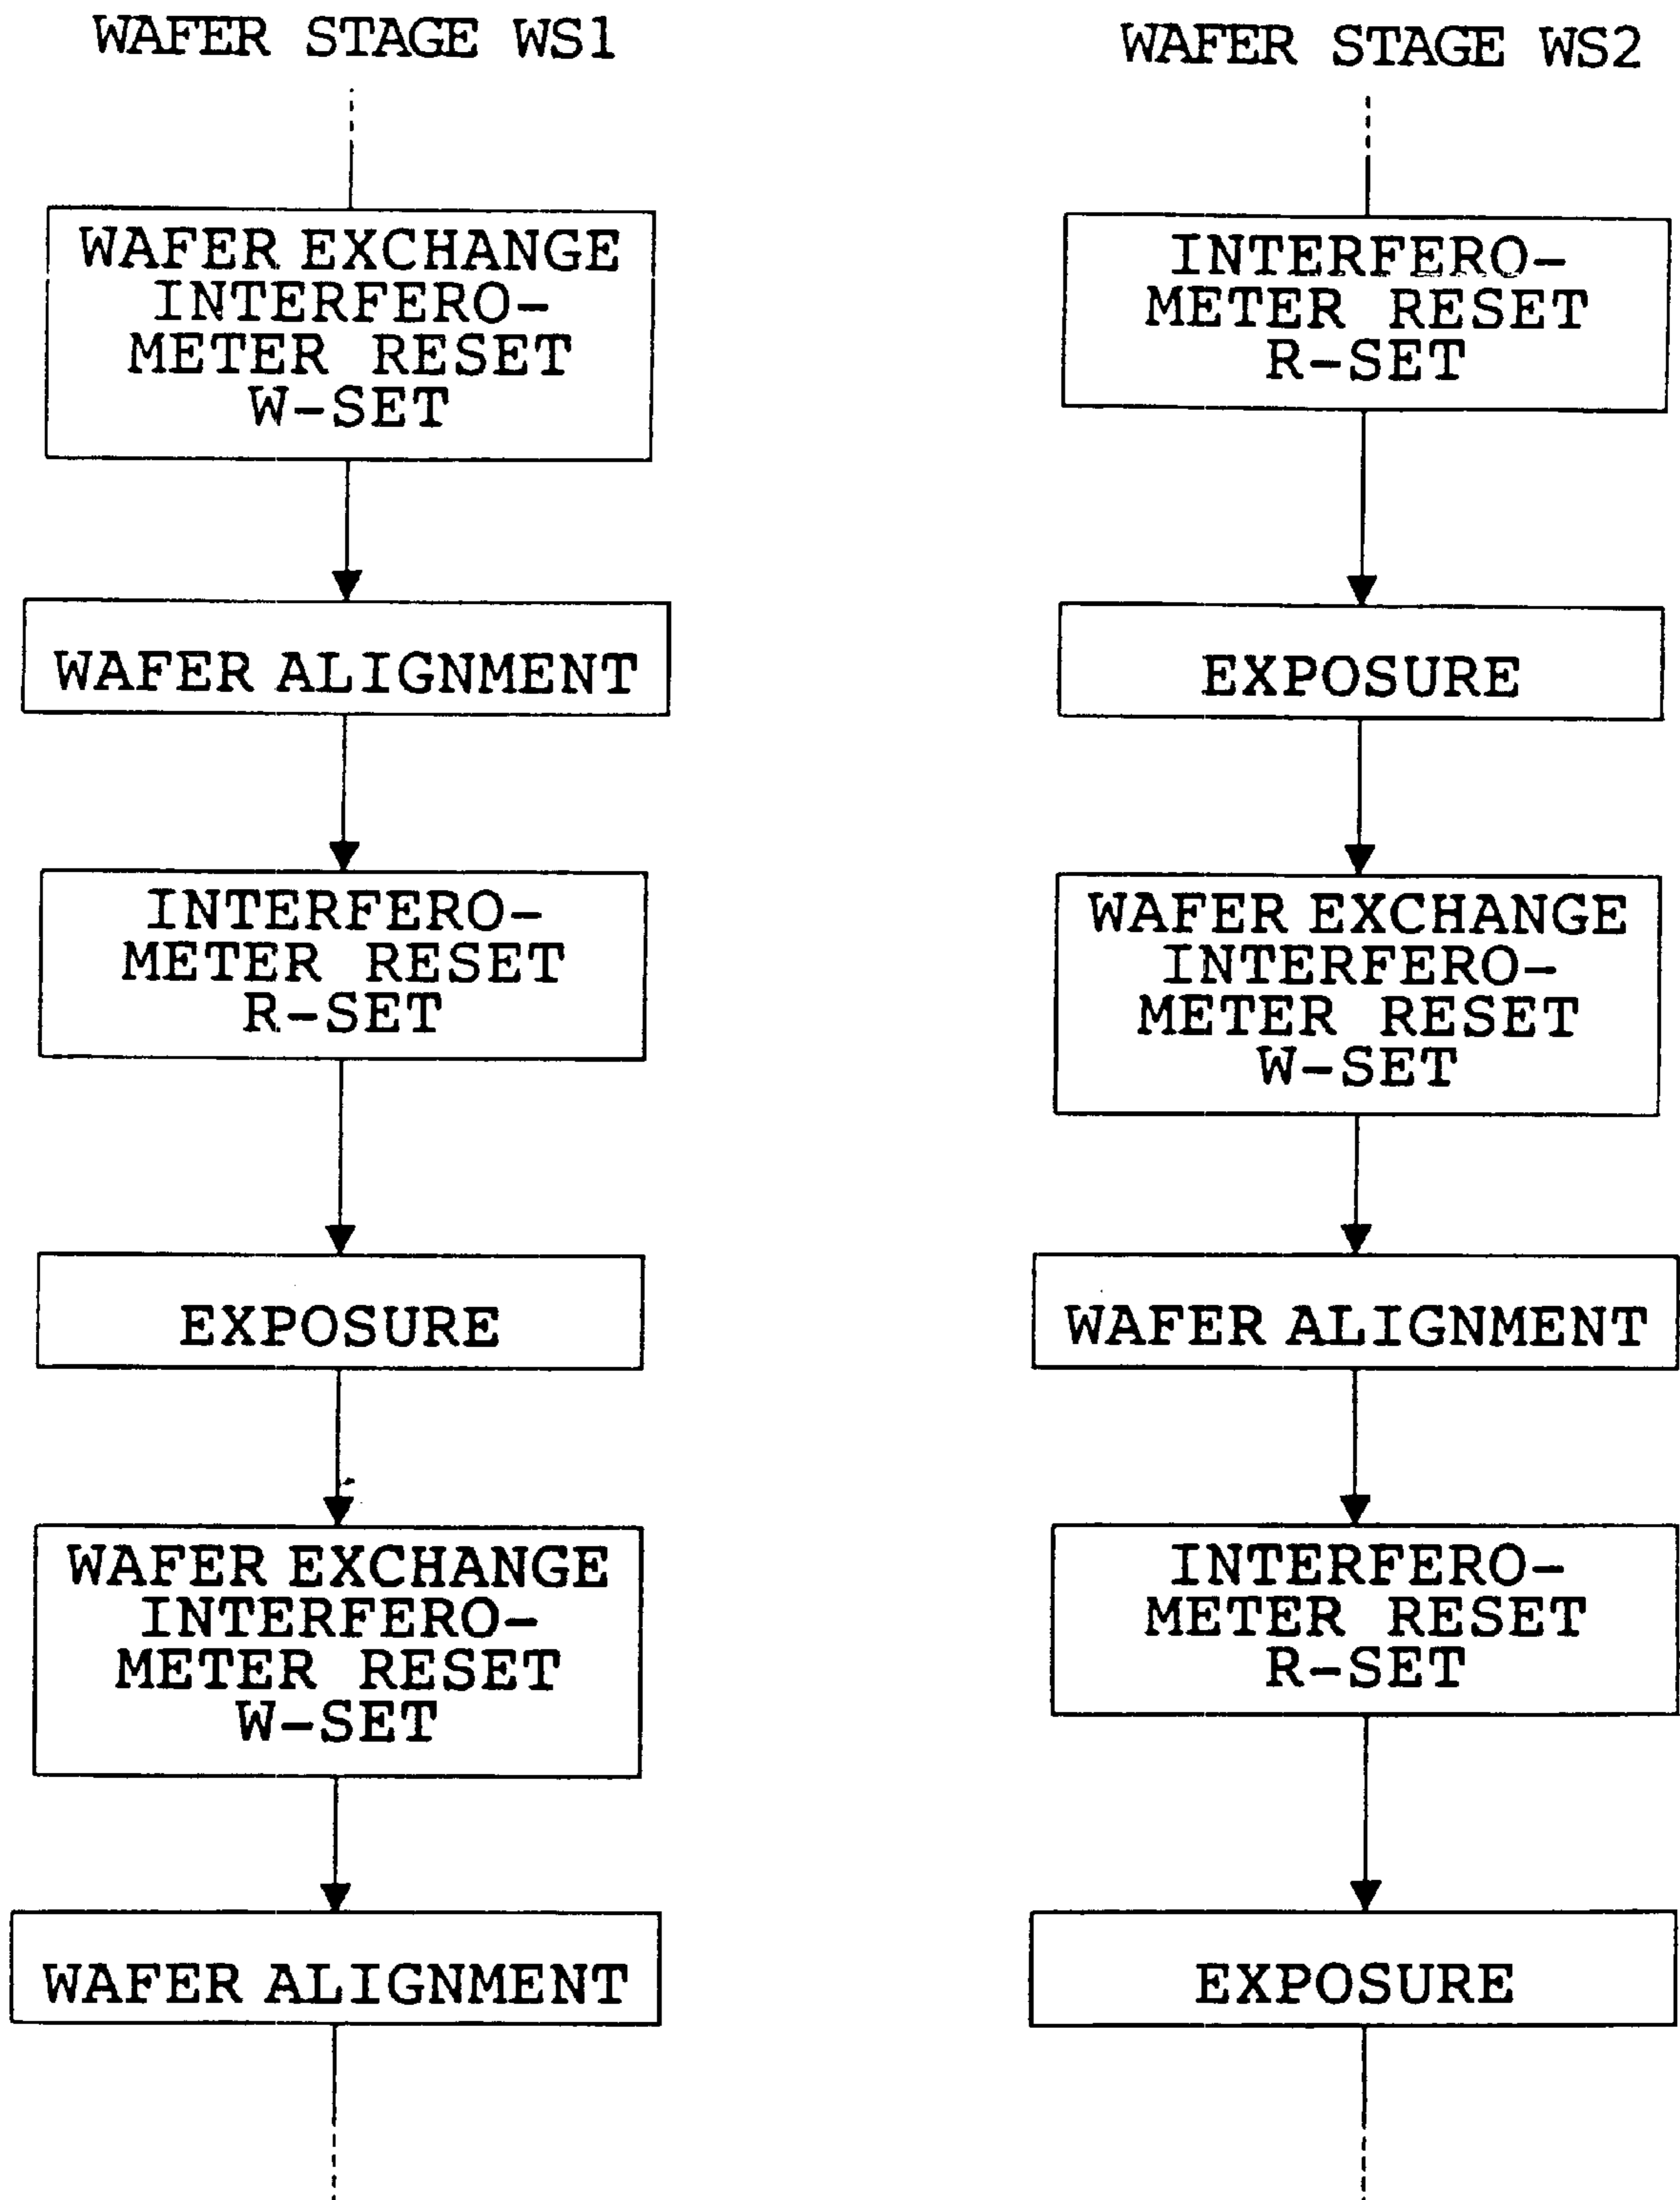 WAFER STAGE WS1
WAFER EXCHANGE
INTERFERO-
METER RESET
W-SET
WAFER ALIGNMENT
INTERFERO-
METER RESET
R-SET
EXPOSURE
WAFER EXCHANGE
INTERFERO-
METER RESET
W-SET
WAFER ALIGNMENT
WAFER STAGE WS2
INTERFERO-
METER RESET
R-SET
EXPOSURE
WAFER EXCHANGE
INTERFERO-
METER RESET
W-SET
WAFER ALIGNMENT
INTERFERO-
METER RESET
R-SET
EXPOSURE